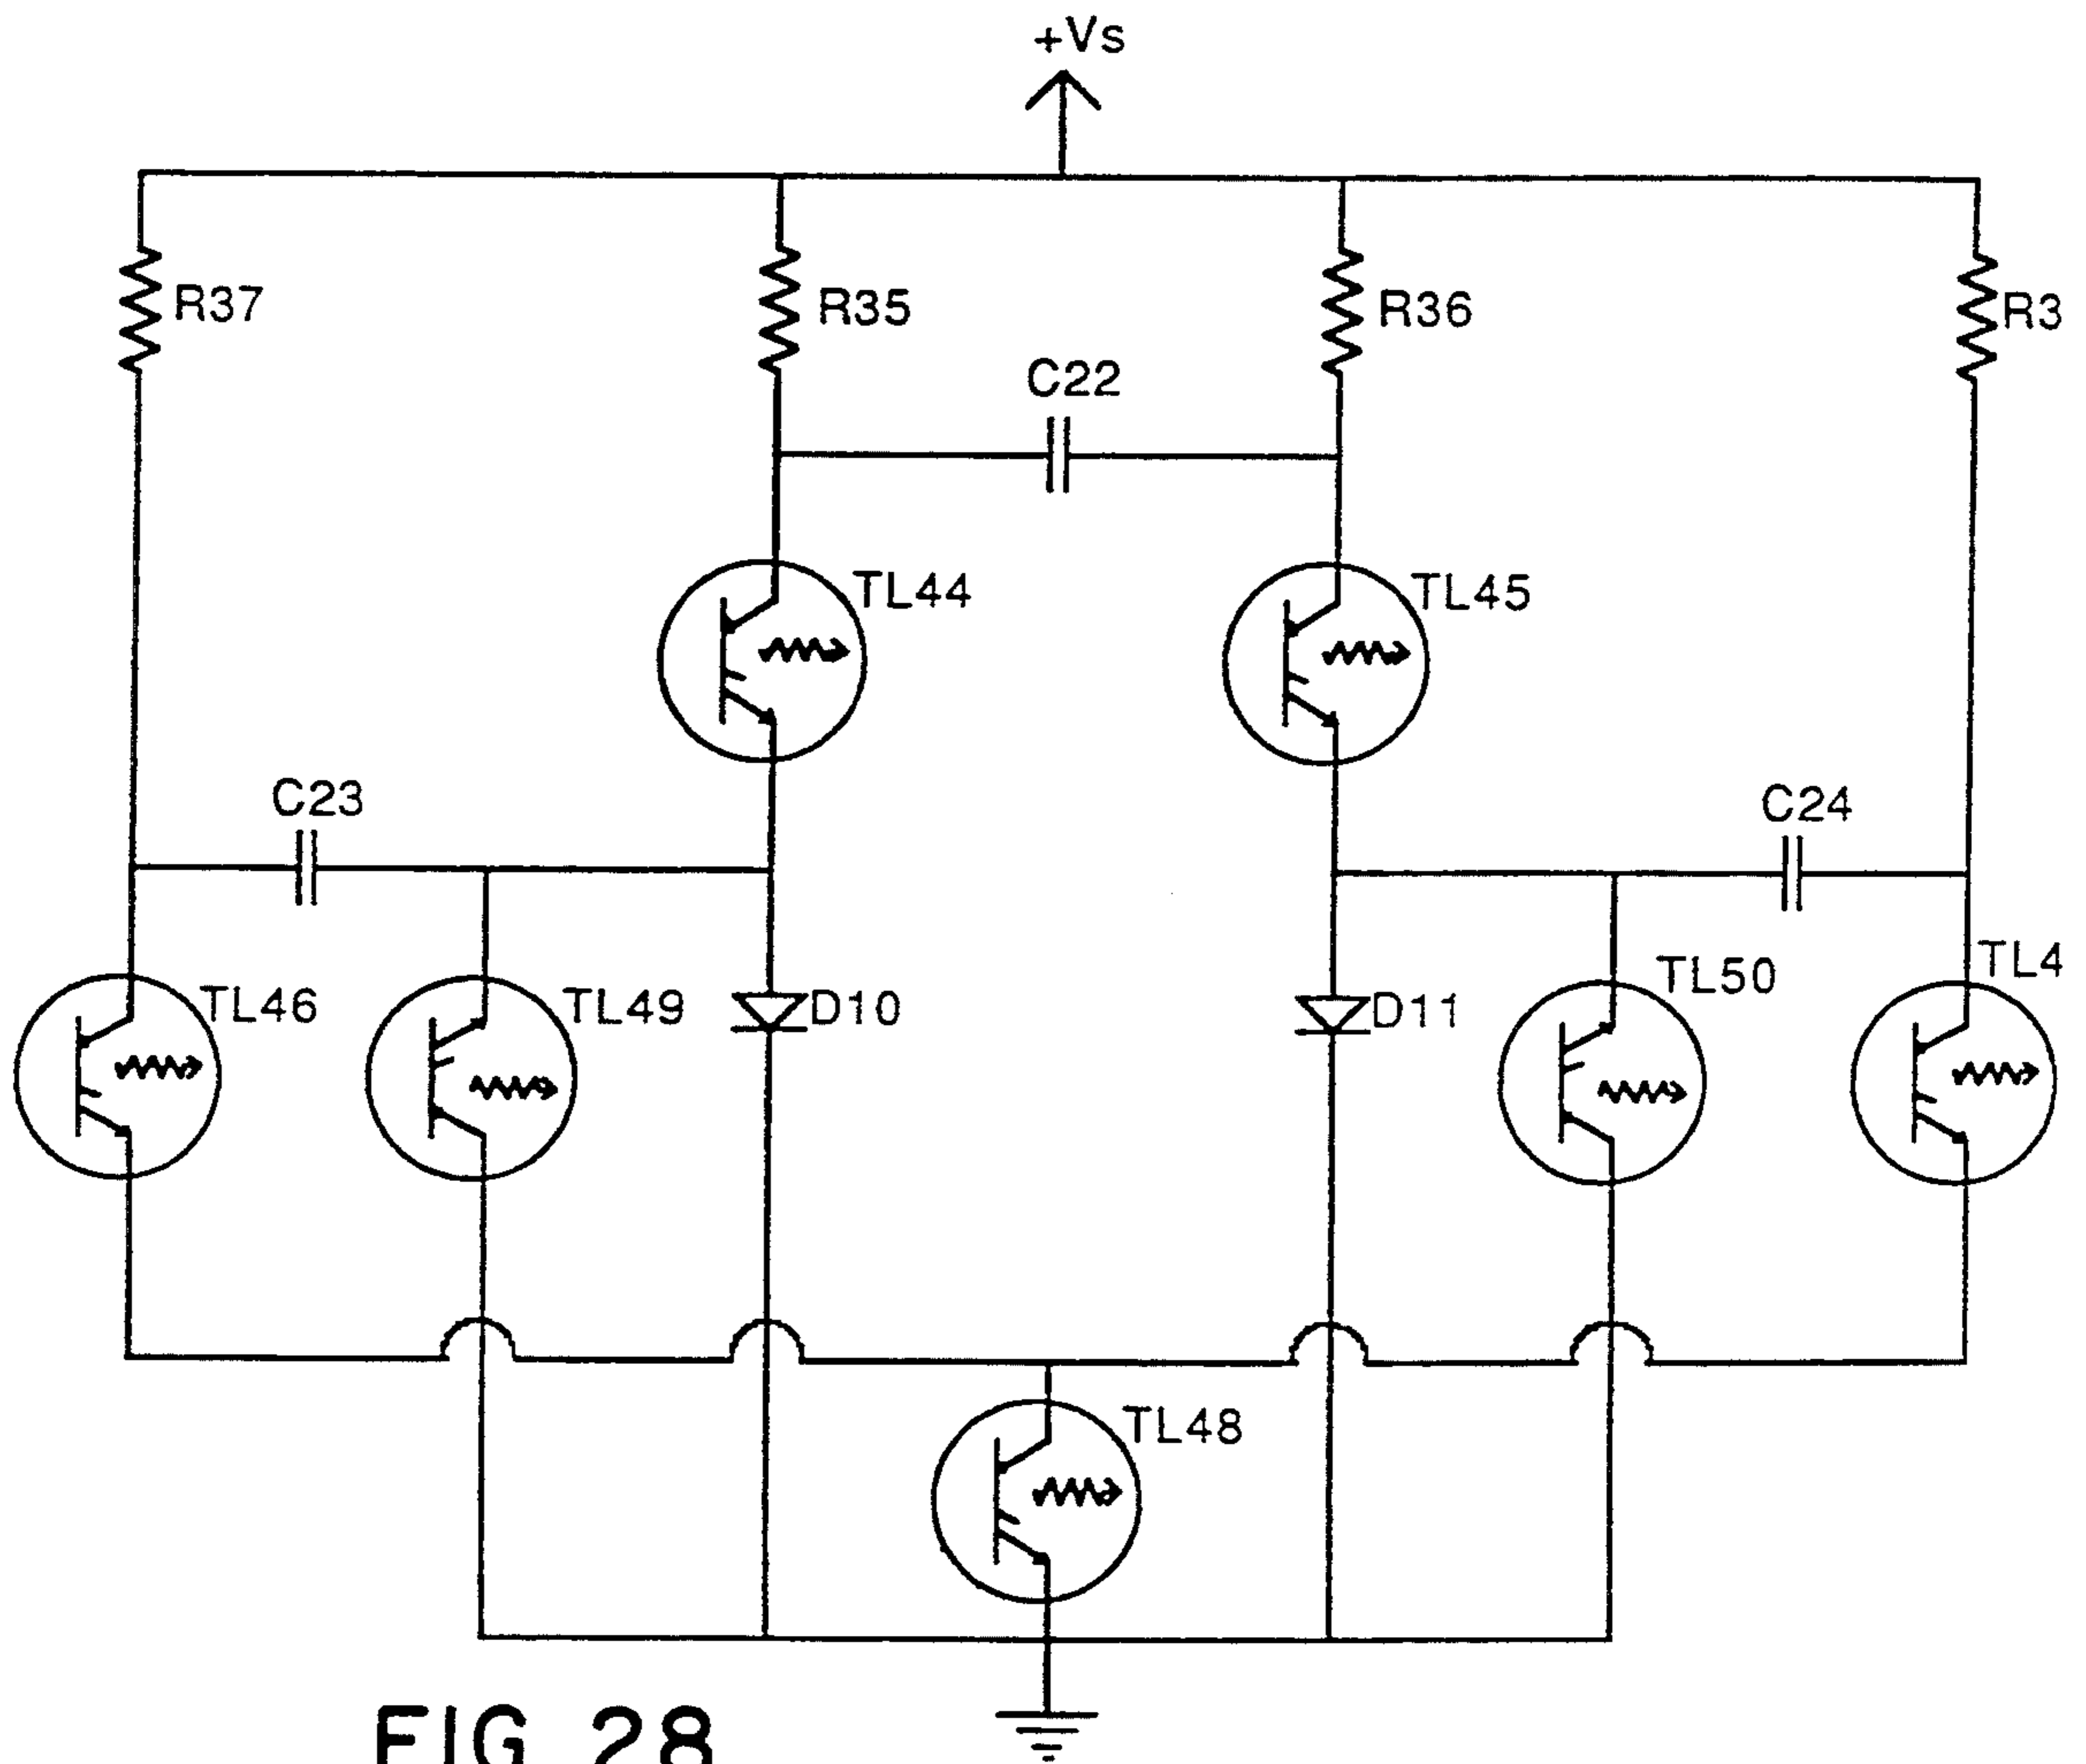 +Vs
R37
R35
R36
R3
C22
TL44
TL45
C23
C24
TL46
TL49
D10
D11
TL50
TL4
TL48
FIG 28